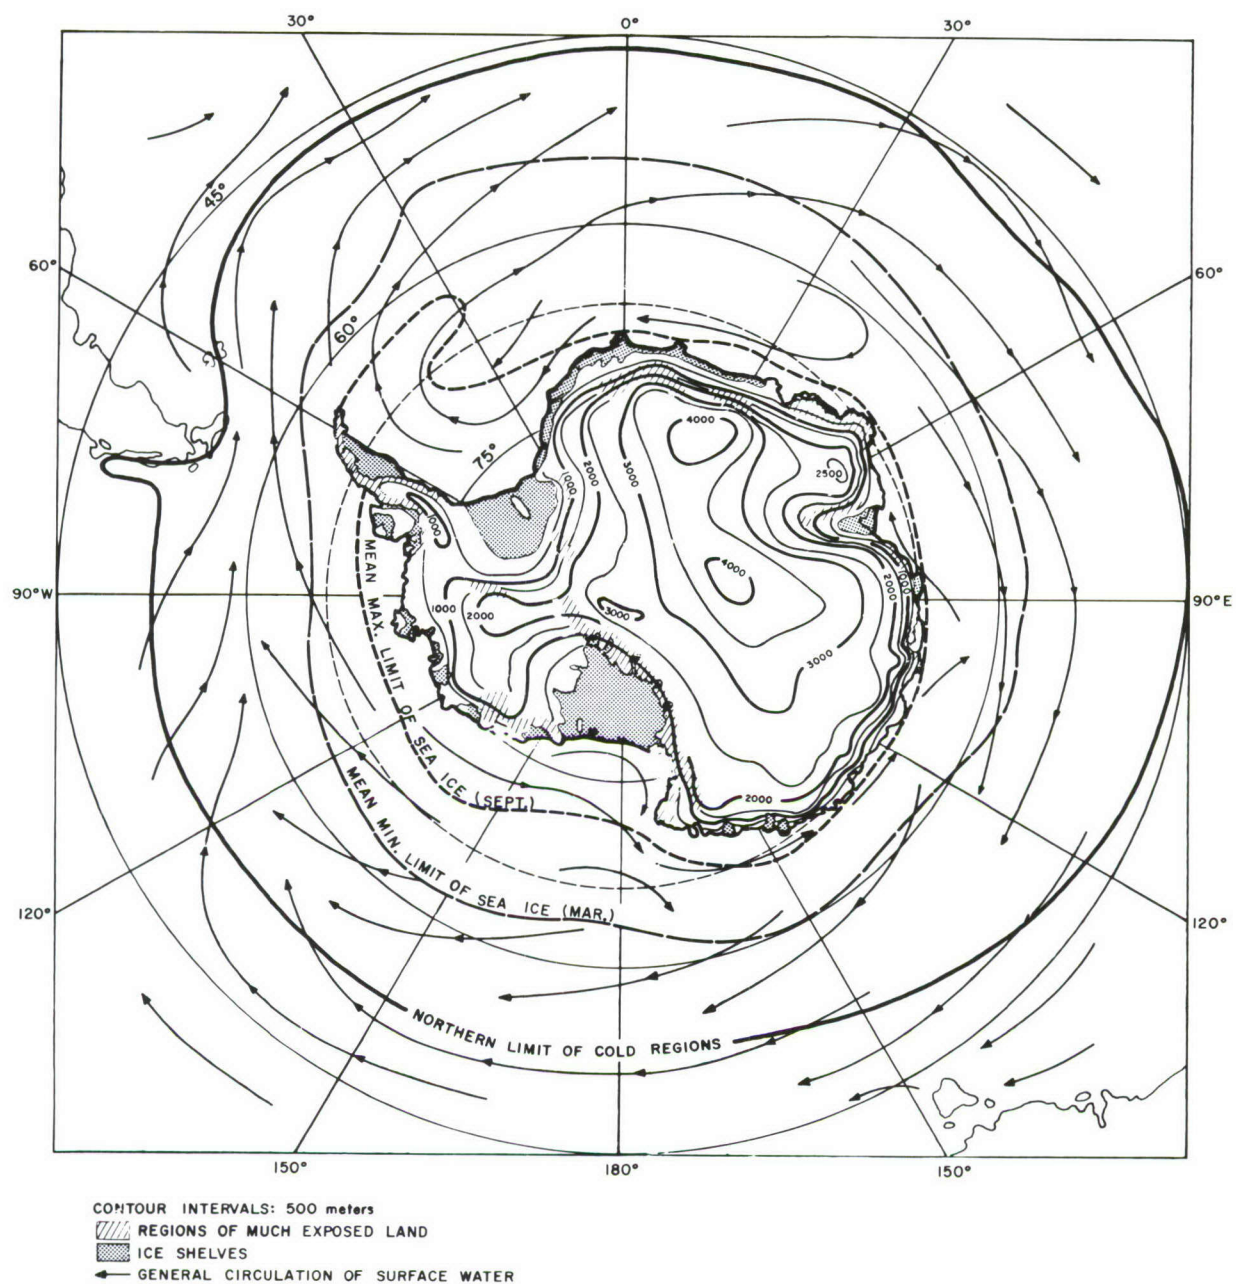 30° 0° 30°
45°
60° 60°
60°
4000
75° 2500
1000 2000 3000
1000
4000
90°W 90°E
1000 2000 3000 2000 1000
3000
2000
MEAN MAX. LIMIT OF SEA ICE (SEPT.)
MEAN MIN. LIMIT OF SEA ICE (MAR.)
120° 120°
NORTHERN LIMIT OF COLD REGIONS
150° 180° 150°
CONTOUR INTERVALS: 500 meters
REGIONS OF MUCH EXPOSED LAND
ICE SHELVES
GENERAL CIRCULATION OF SURFACE WATER